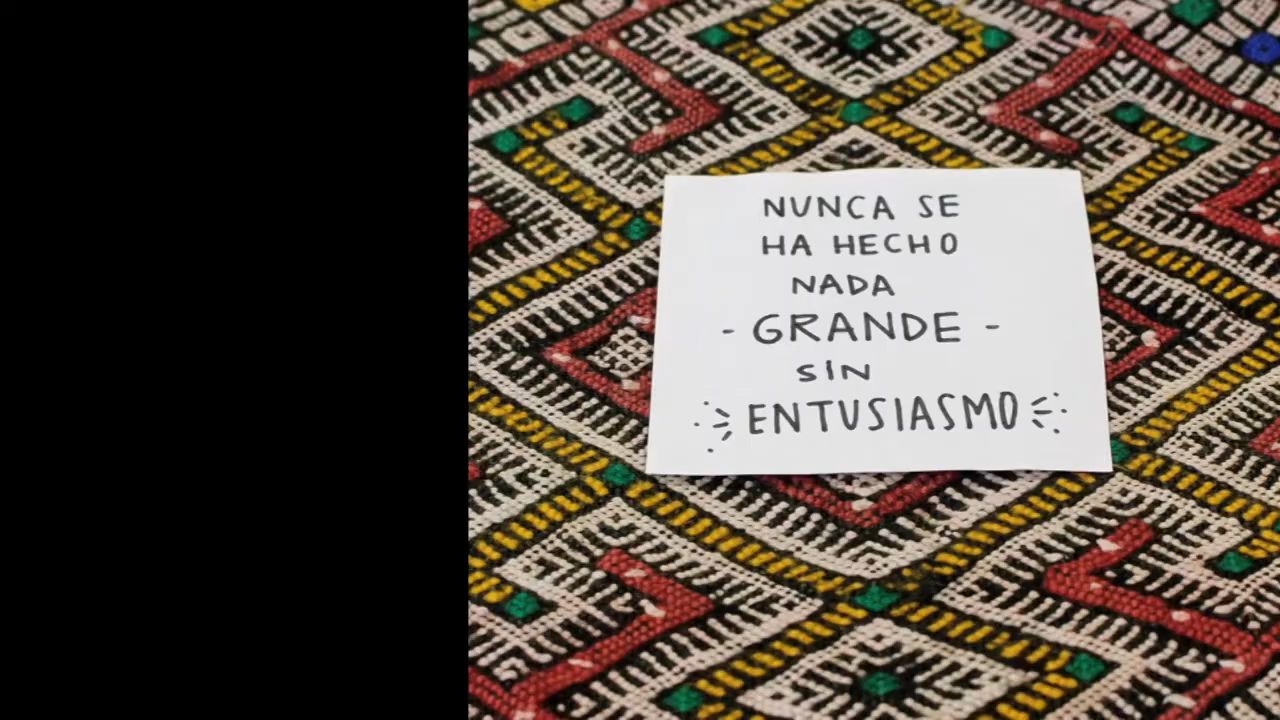 NUNCA SE
HA HECHO
NADA
- GRANDE -
SIN
ENTUSIASMO